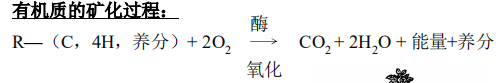 有机质的矿化过程:
R—（C，4H，养分）+ 2O₂ 酶 ⟶ 氧化 CO₂ + 2H₂O + 能量+养分